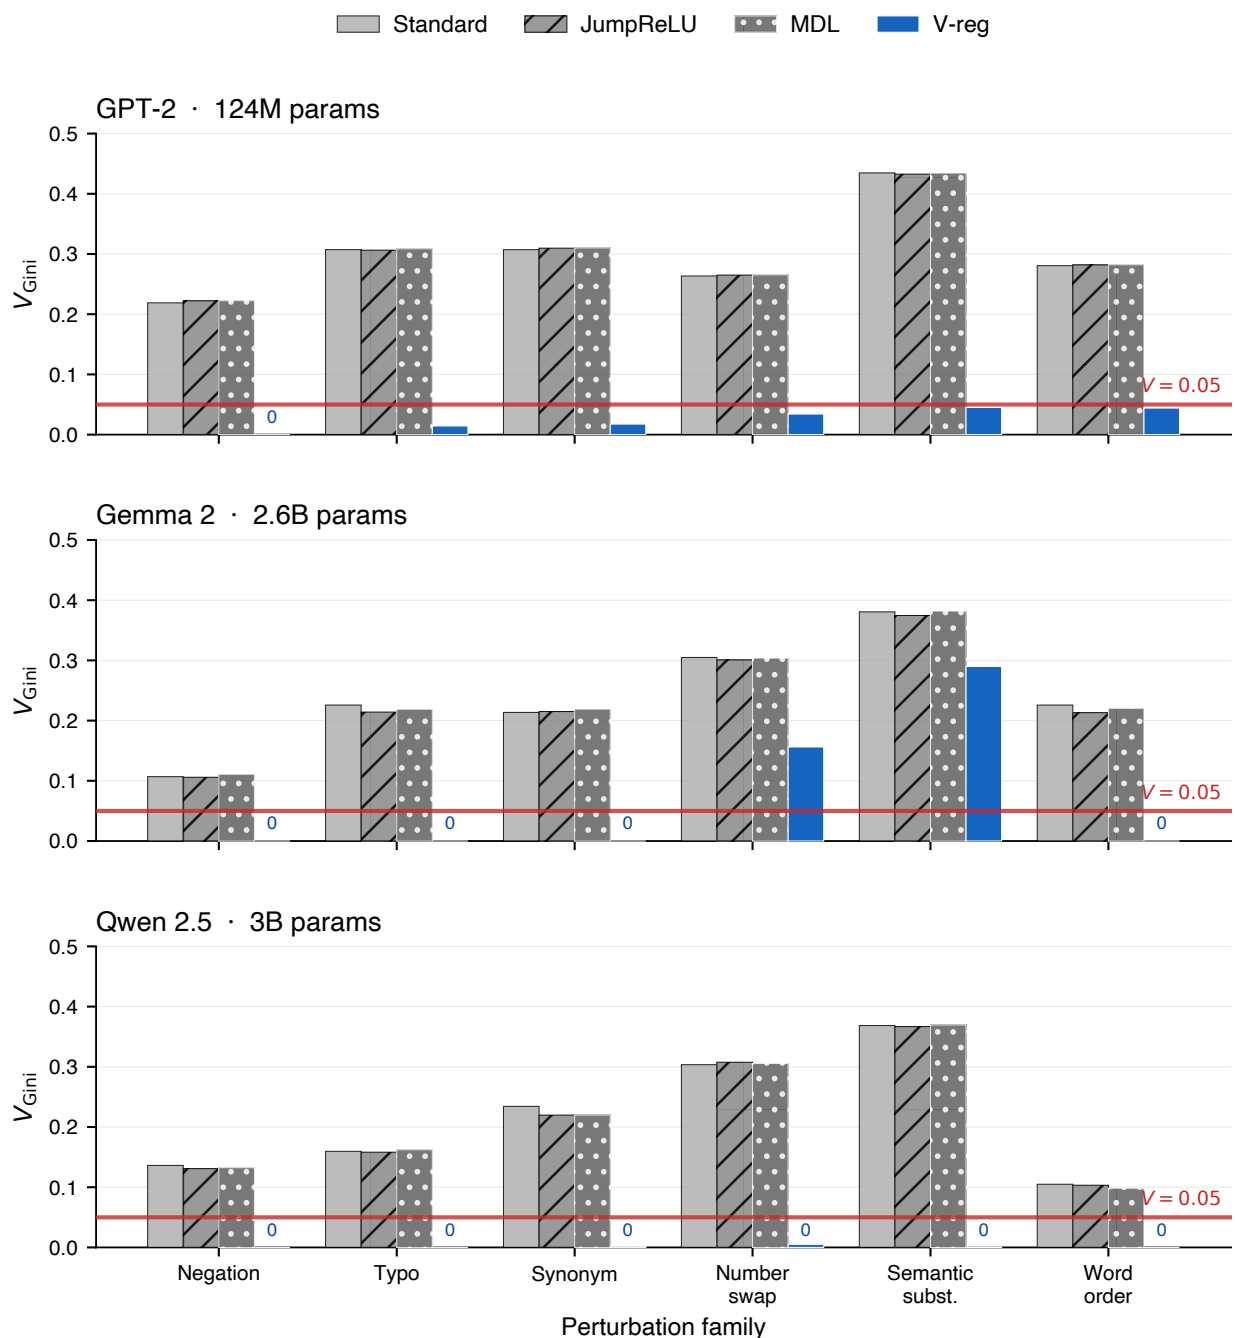 Standard JumpReLU MDL V-reg
GPT-2 · 124M params
0.5
0.4
0.3
0.2
0.1
0.0
V_Gini
V = 0.05
0
Gemma 2 · 2.6B params
0.5
0.4
0.3
0.2
0.1
0.0
V_Gini
V = 0.05
0 0 0 0
Qwen 2.5 · 3B params
0.5
0.4
0.3
0.2
0.1
0.0
V_Gini
V = 0.05
0 0 0 0 0 0
Negation Typo Synonym Number Semantic Word
swap subst. order
Perturbation family